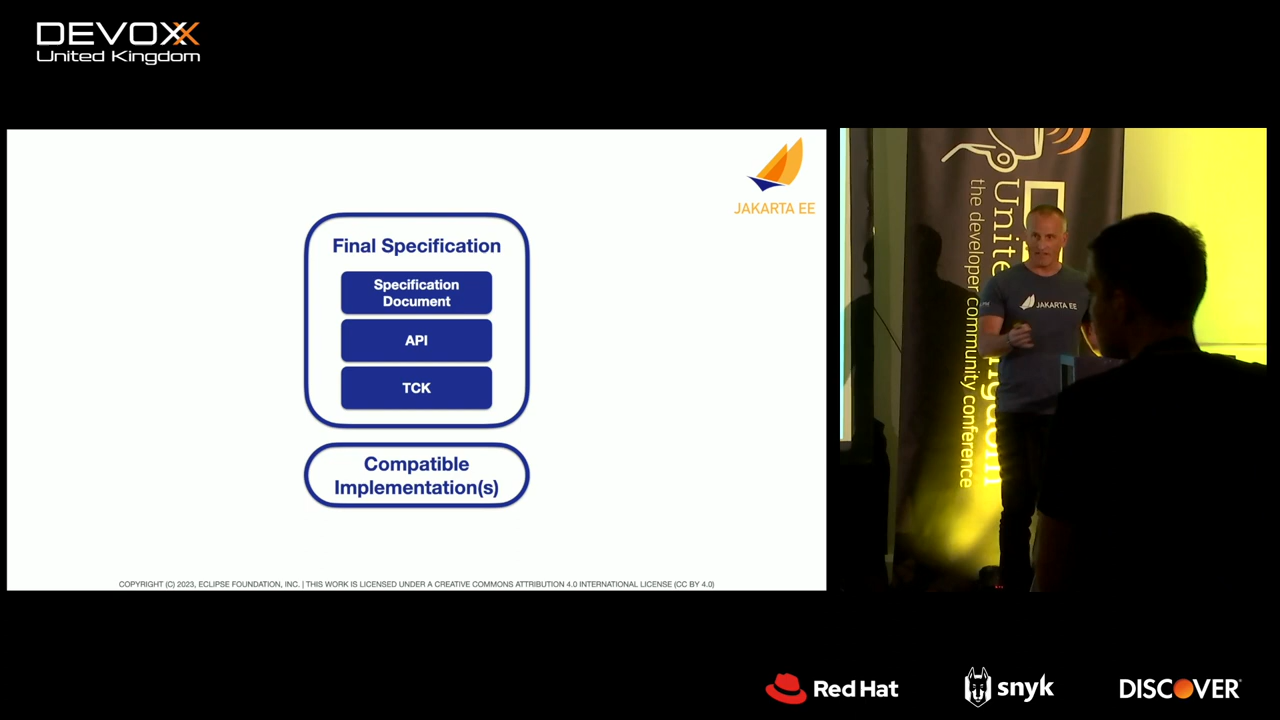 DEVOXX
United Kingdom
JAKARTA EE
Final Specification
Specification
Document
API
TCK
Compatible
Implementation(s)
COPYRIGHT (C) 2023, ECLIPSE FOUNDATION, INC. | THIS WORK IS LICENSED UNDER A CREATIVE COMMONS ATTRIBUTION 4.0 INTERNATIONAL LICENSE (CC BY 4.0)
the developer community conference
JAKARTA EE
Red Hat
snyk
DISCOVER